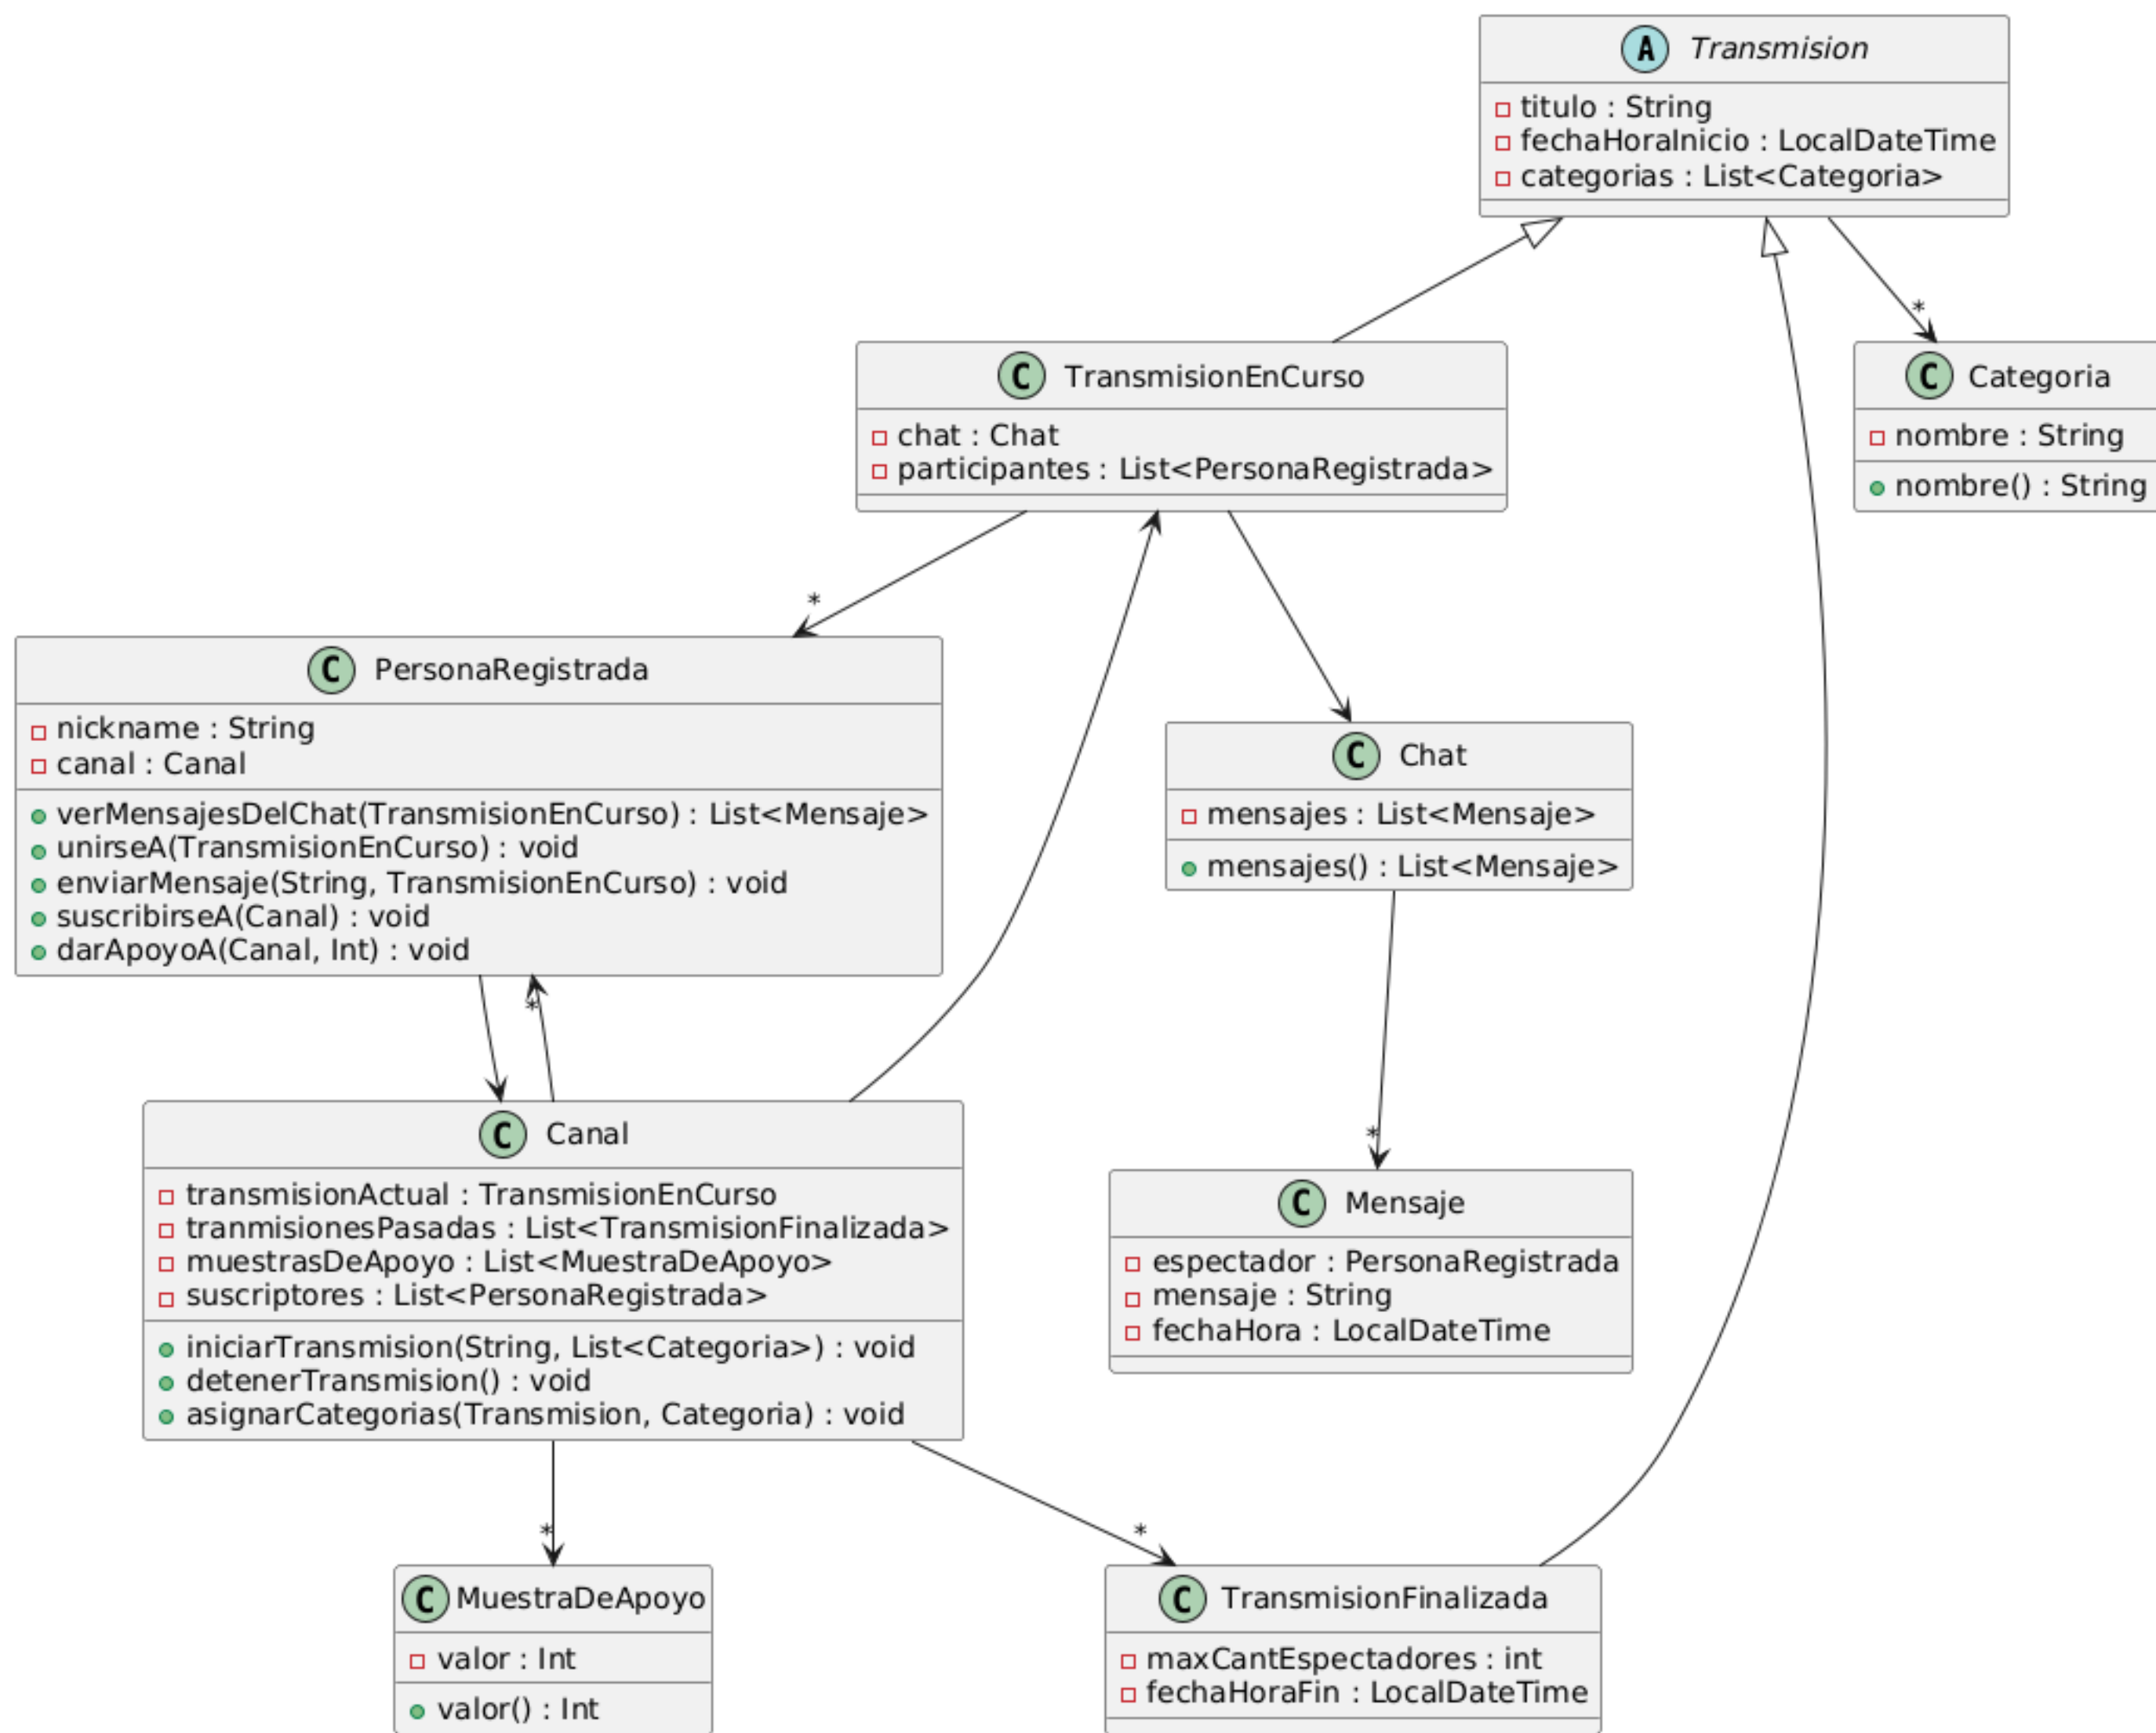 A Transmision
titulo : String
fechaHoraInicio : LocalDateTime
categorias : List<Categoria>
*
C TransmisionEnCurso
chat : Chat
participantes : List<PersonaRegistrada>
C Categoria
nombre : String
nombre() : String
*
C PersonaRegistrada
nickname : String
canal : Canal
verMensajesDelChat(TransmisionEnCurso) : List<Mensaje>
unirseA(TransmisionEnCurso) : void
enviarMensaje(String, TransmisionEnCurso) : void
suscribirseA(Canal) : void
darApoyoA(Canal, Int) : void
C Chat
mensajes : List<Mensaje>
mensajes() : List<Mensaje>
*
C Canal
transmisionActual : TransmisionEnCurso
tranmisionesPasadas : List<TransmisionFinalizada>
muestrasDeApoyo : List<MuestraDeApoyo>
suscriptores : List<PersonaRegistrada>
iniciarTransmision(String, List<Categoria>) : void
detenerTransmision() : void
asignarCategorias(Transmision, Categoria) : void
*
C Mensaje
espectador : PersonaRegistrada
mensaje : String
fechaHora : LocalDateTime
*
C MuestraDeApoyo
valor : Int
valor() : Int
*
C TransmisionFinalizada
maxCantEspectadores : int
fechaHoraFin : LocalDateTime